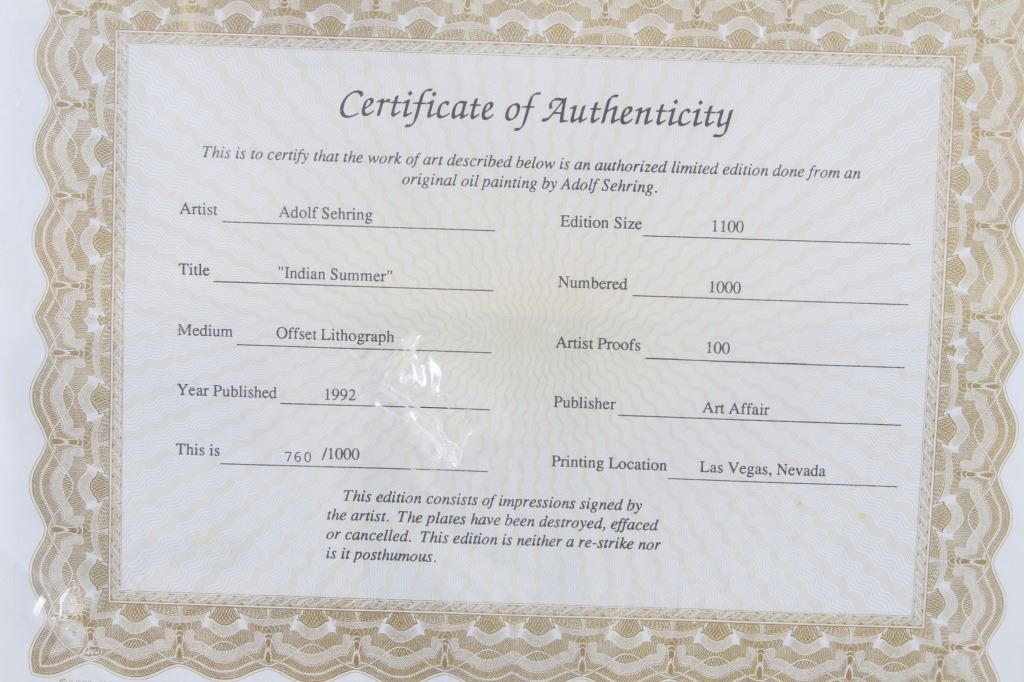 Certificate of Authenticity
This is to certify that the work of art described below is an authorized limited edition done from an
original oil painting by Adolf Sehring.
Artist Adolf Sehring
Edition Size 1100
Title "Indian Summer"
Numbered 1000
Medium Offset Lithograph
Artist Proofs 100
Year Published 1992
Publisher Art Affair
This is 760 /1000
Printing Location Las Vegas, Nevada
This edition consists of impressions signed by
the artist. The plates have been destroyed, effaced
or cancelled. This edition is neither a re-strike nor
is it posthumous.